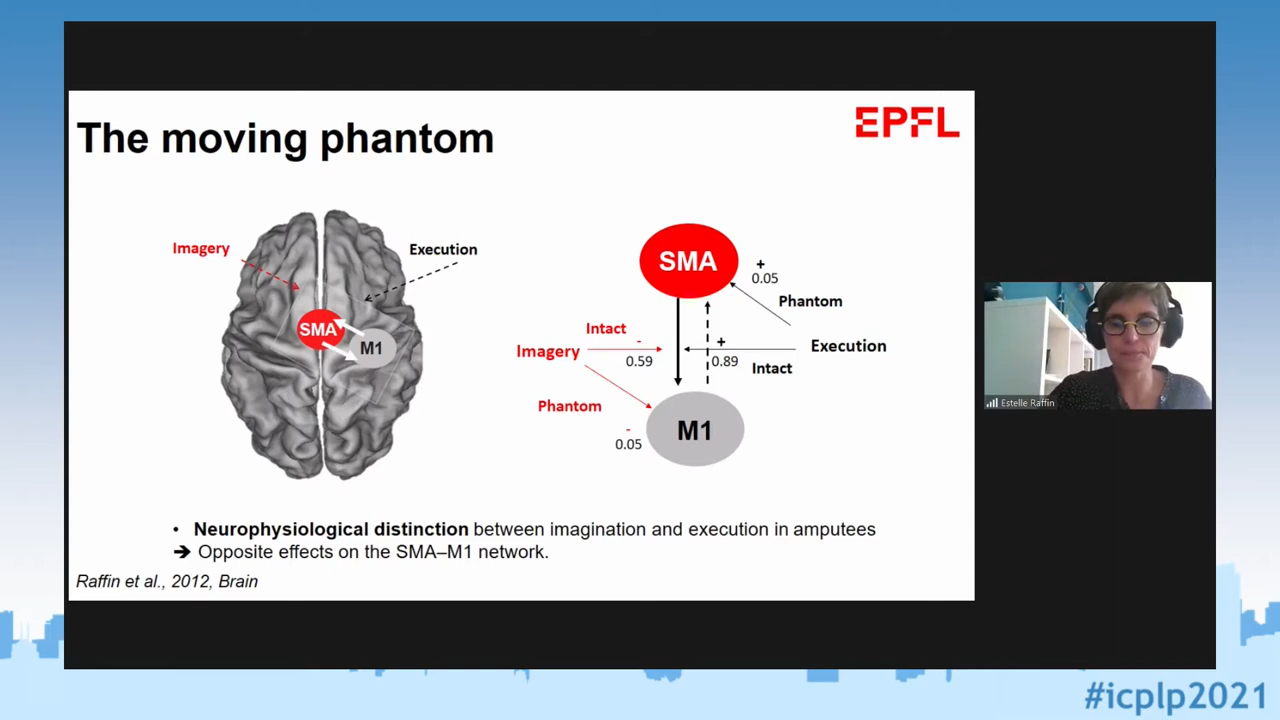 The moving phantom
EPFL
Imagery
Execution
SMA
M1
SMA
+
0.05
Phantom
Intact
-
Imagery
0.59
+
0.89
Execution
Intact
Phantom
-
0.05
M1
• Neurophysiological distinction between imagination and execution in amputees
➔ Opposite effects on the SMA–M1 network.
Raffin et al., 2012, Brain
Estelle Raffin
#icplp2021